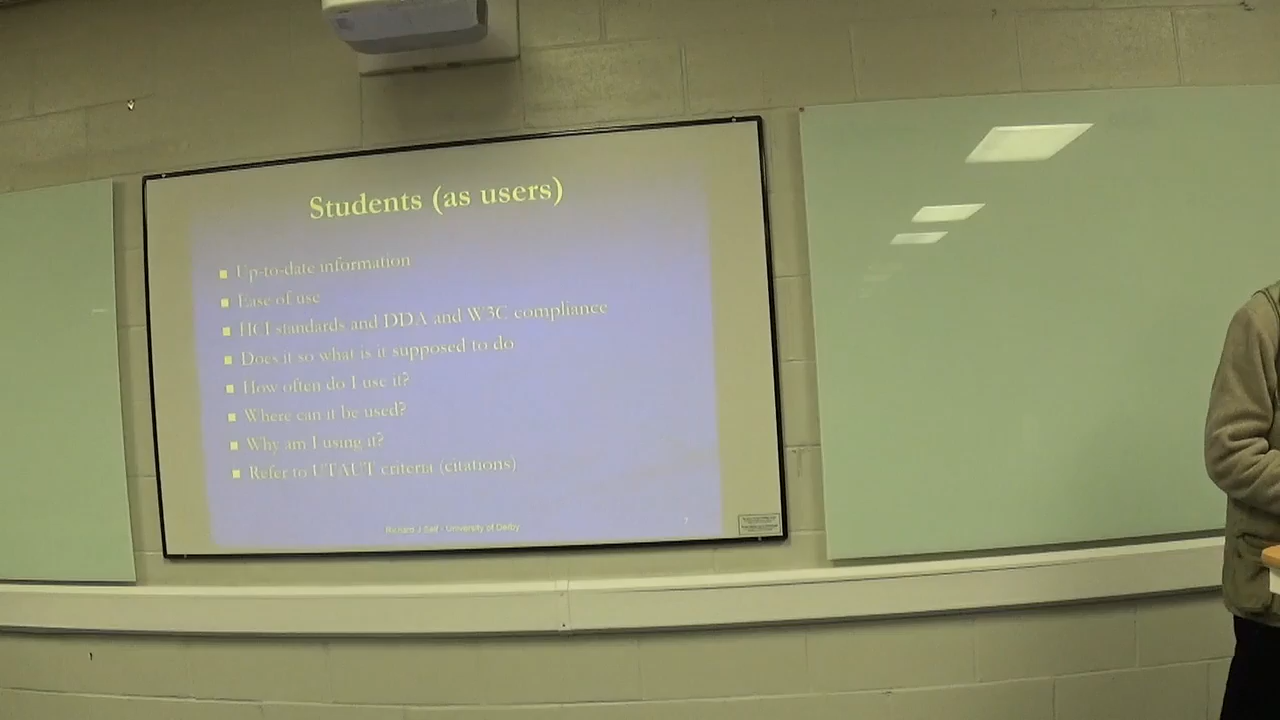 Students (as users)
Up-to-date information
Ease of use
HCI standards and DDA and W3C compliance
Does it so what is it supposed to do
How often do I use it?
Where can it be used?
Why am I using it?
Refer to UTAUT criteria (citations)
Richard J Self - University of Derby
7